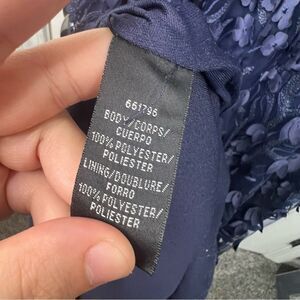 661796
BODY/CORPS/
CUERPO
100% POLYESTER/
POLIESTER
LINING/DOUBLURE/
FORRO
100% POLYESTER/
POLIESTER